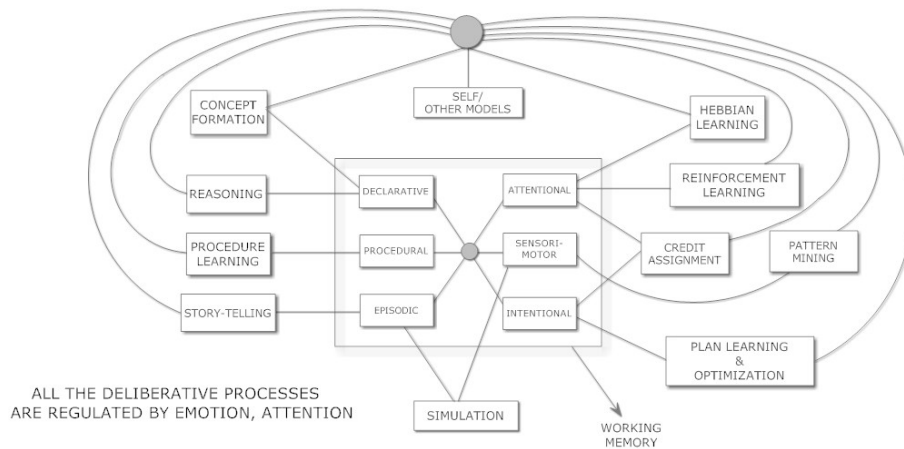 CONCEPT
FORMATION
SELF/
OTHER MODELS
HEBBIAN
LEARNING
REASONING
DECLARATIVE
ATTENTIONAL
REINFORCEMENT
LEARNING
PROCEDURE
LEARNING
PROCEDURAL
SENSORI-
MOTOR
CREDIT
ASSIGNMENT
PATTERN
MINING
STORY-TELLING
EPISODIC
INTENTIONAL
PLAN LEARNING
&
OPTIMIZATION
ALL THE DELIBERATIVE PROCESSES
ARE REGULATED BY EMOTION, ATTENTION
SIMULATION
WORKING
MEMORY